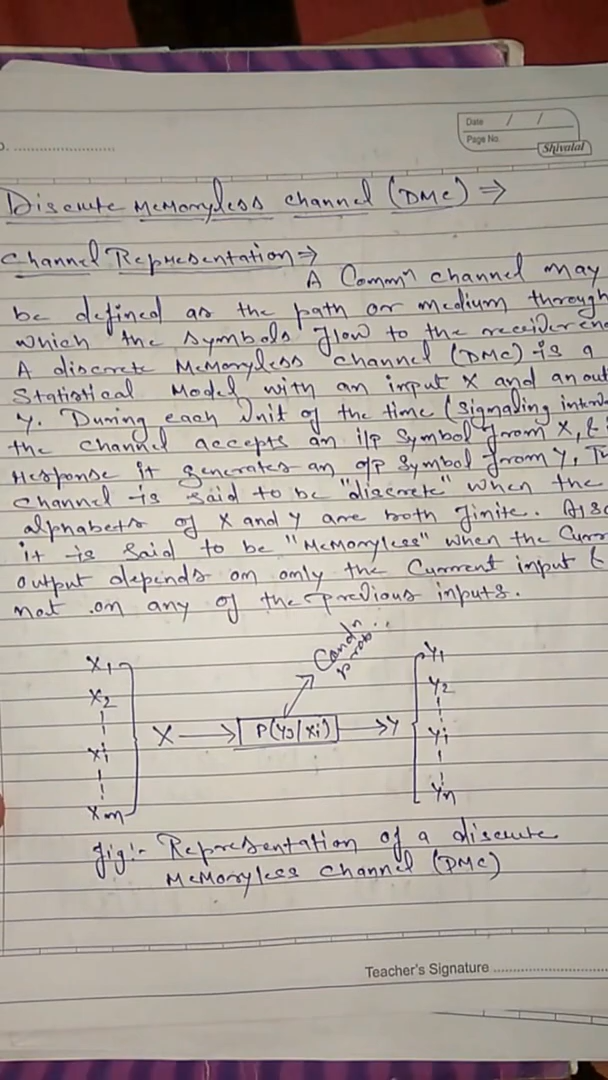 Date / /
Page No.
Shivalal
Discrete Memoryless Channel (DMC) ⇒
Channel Representation ⇒
A Commⁿ channel may
be defined as the path or medium through
which the symbols flow to the receiver end
A discrete Memoryless channel (DMC) is a
Statistical Model with an input X and an out
Y. During each Unit of the time (signaling interv
the channel accepts an i/p symbol from X, & i
response it generates an o/p symbol from Y, Th
Channel is said to be "discrete" when the
alphabets of X and Y are both finite. Also
it is said to be "Memoryless" when the Curr
output depends on only the Current input &
not on any of the previous inputs.
Condn
prob..
X1
X2
Xi
Xm
X → P(yj/xi) → Y
Y1
Y2
Yi
Yn
fig:- Representation of a discrete
Memoryless Channel (DMC)
Teacher's Signature